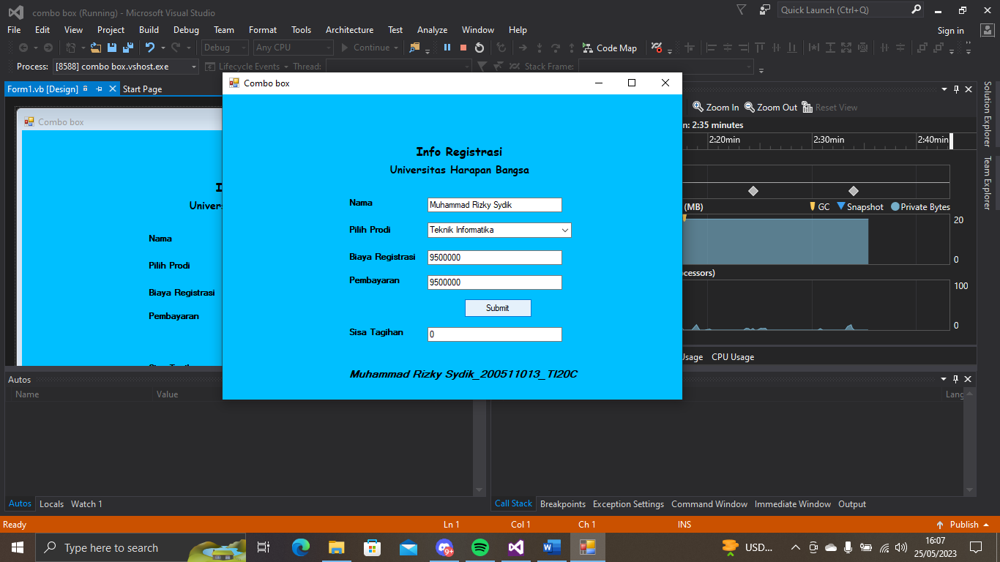 combo box (Running) - Microsoft Visual Studio
Quick Launch (Ctrl+Q)
File Edit View Project Build Debug Team Format Tools Architecture Test Analyze Window Help
Sign in
Debug Any CPU Continue Code Map
Process: [8588] combo box.vshost.exe Lifecycle Events Thread: Stack Frame:
Form1.vb [Design] Start Page
Combo box
Combo box
Info Registrasi
Universitas Harapan Bangsa
Nama Muhammad Rizky Sydik
Pilih Prodi Teknik Informatika
Biaya Registrasi 9500000
Pembayaran 9500000
Submit
Sisa Tagihan 0
Muhammad Rizky Sydik_200511013_TI20C
I
Univers
Nama
Pilih Prodi
Biaya Registrasi
Pembayaran
Zoom In Zoom Out Reset View
n: 2:35 minutes
2:20min 2:30min 2:40min
(MB) GC Snapshot Private Bytes
20
0
cessors)
100
0
Usage CPU Usage
Solution Explorer
Team Explorer
Autos
Name Value
Lang
Autos Locals Watch 1
Call Stack Breakpoints Exception Settings Command Window Immediate Window Output
Ready Ln 1 Col 1 Ch 1 INS Publish
Type here to search
9+
USD...
16:07
25/05/2023